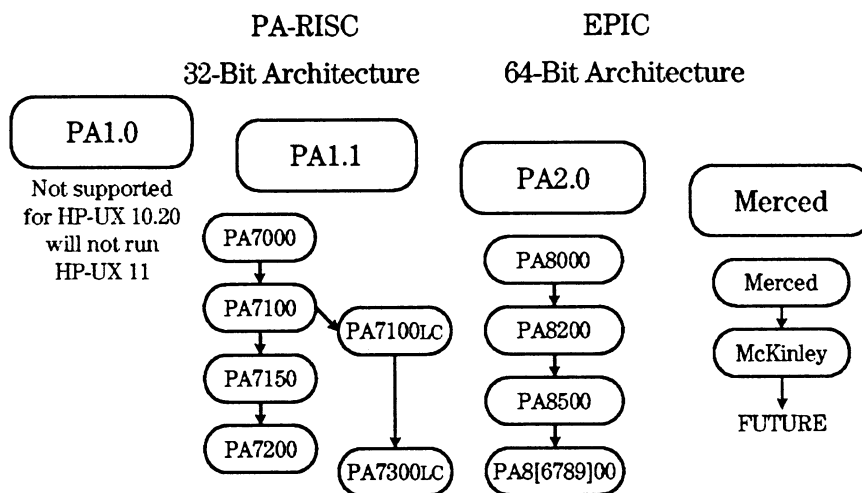 PA-RISC
32-Bit Architecture
EPIC
64-Bit Architecture
PA1.0
Not supported
for HP-UX 10.20
will not run
HP-UX 11
PA1.1
PA7000
PA7100
PA7150
PA7200
PA7100LC
PA7300LC
PA2.0
PA8000
PA8200
PA8500
PA8[6789]00
Merced
Merced
McKinley
FUTURE